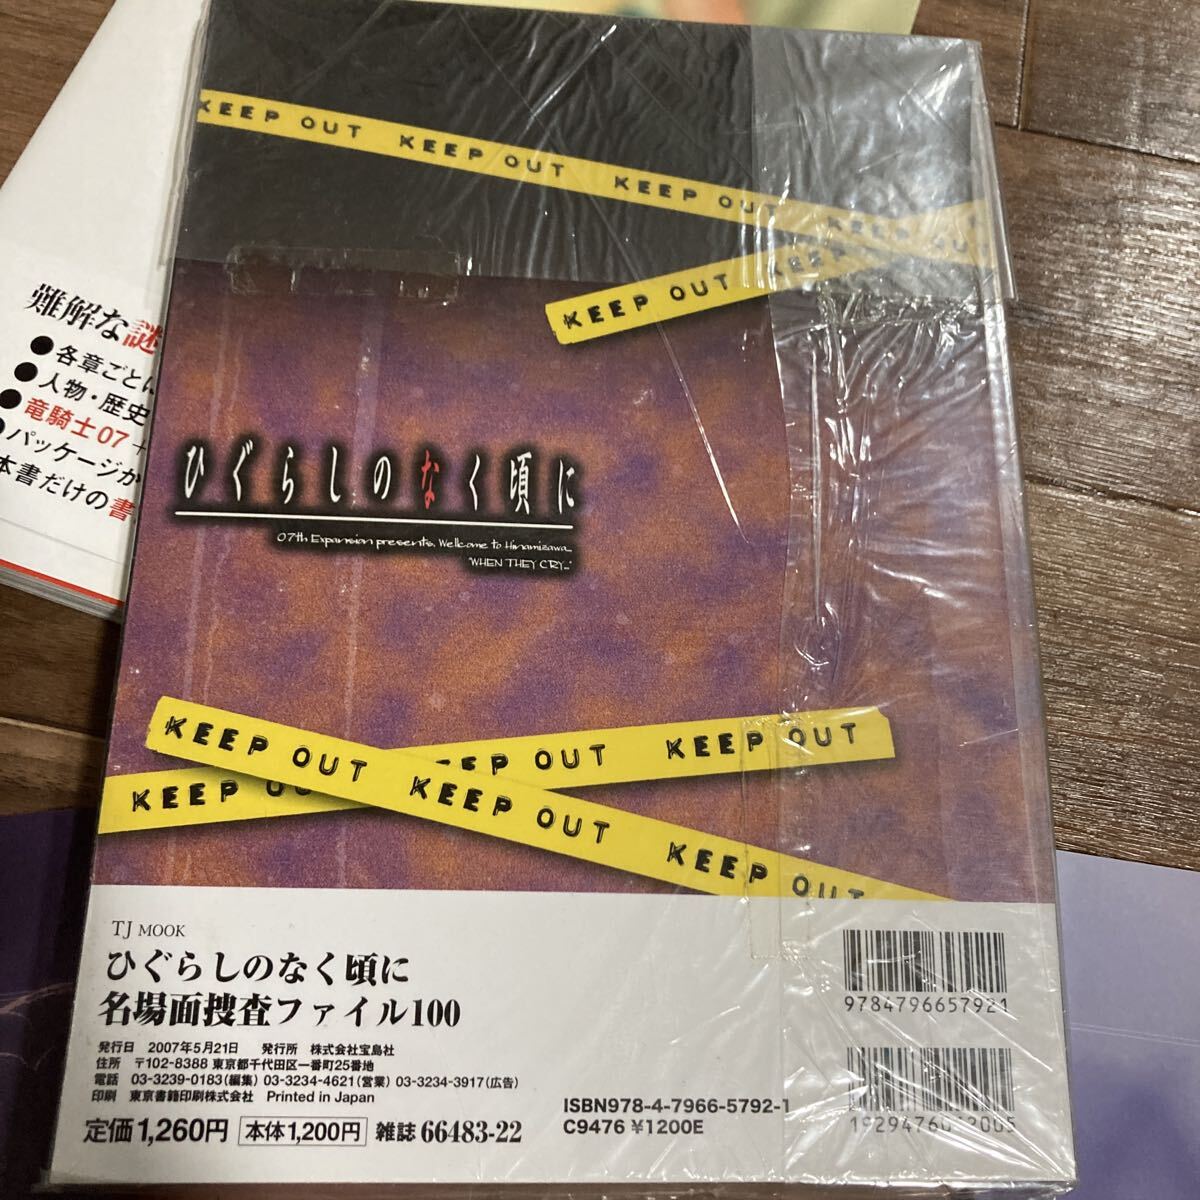 KEEP OUT KEEP OUT KEEP OUT KEEP OUT
KEEP OUT KEEP
難解な謎
●各章ごとに
●人物・歴史
●竜騎士07+
●パッケージか
本書だけの書
ひぐらしのなく頃に
07th Expansion presents. Wellcome to Hinamizawa...
"WHEN THEY CRY..."
KEEP OUT KEEP OUT KEEP OUT
KEEP OU EP OUT KEEP OUT
TJ MOOK
ひぐらしのなく頃に
名場面捜査ファイル100
発行日 2007年5月21日 発行所 株式会社宝島社
住所 〒102-8388 東京都千代田区一番町25番地
電話 03-3239-0183(編集) 03-3234-4621(営業) 03-3234-3917(広告)
印刷 東京書籍印刷株式会社 Printed in Japan
定価1,260円 本体1,200円 雑誌 66483-22
9784796657921
ISBN978-4-7966-5792-1
C9476 ¥1200E